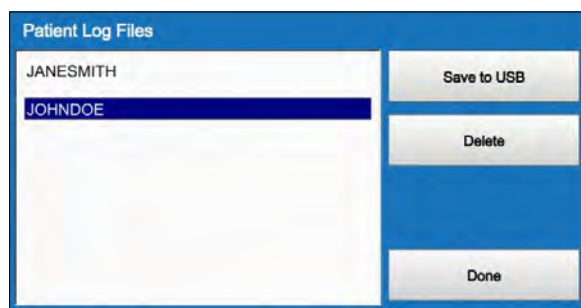 Patient Log Files
JANESMITH
JOHNDOE
Save to USB
Delete
Done